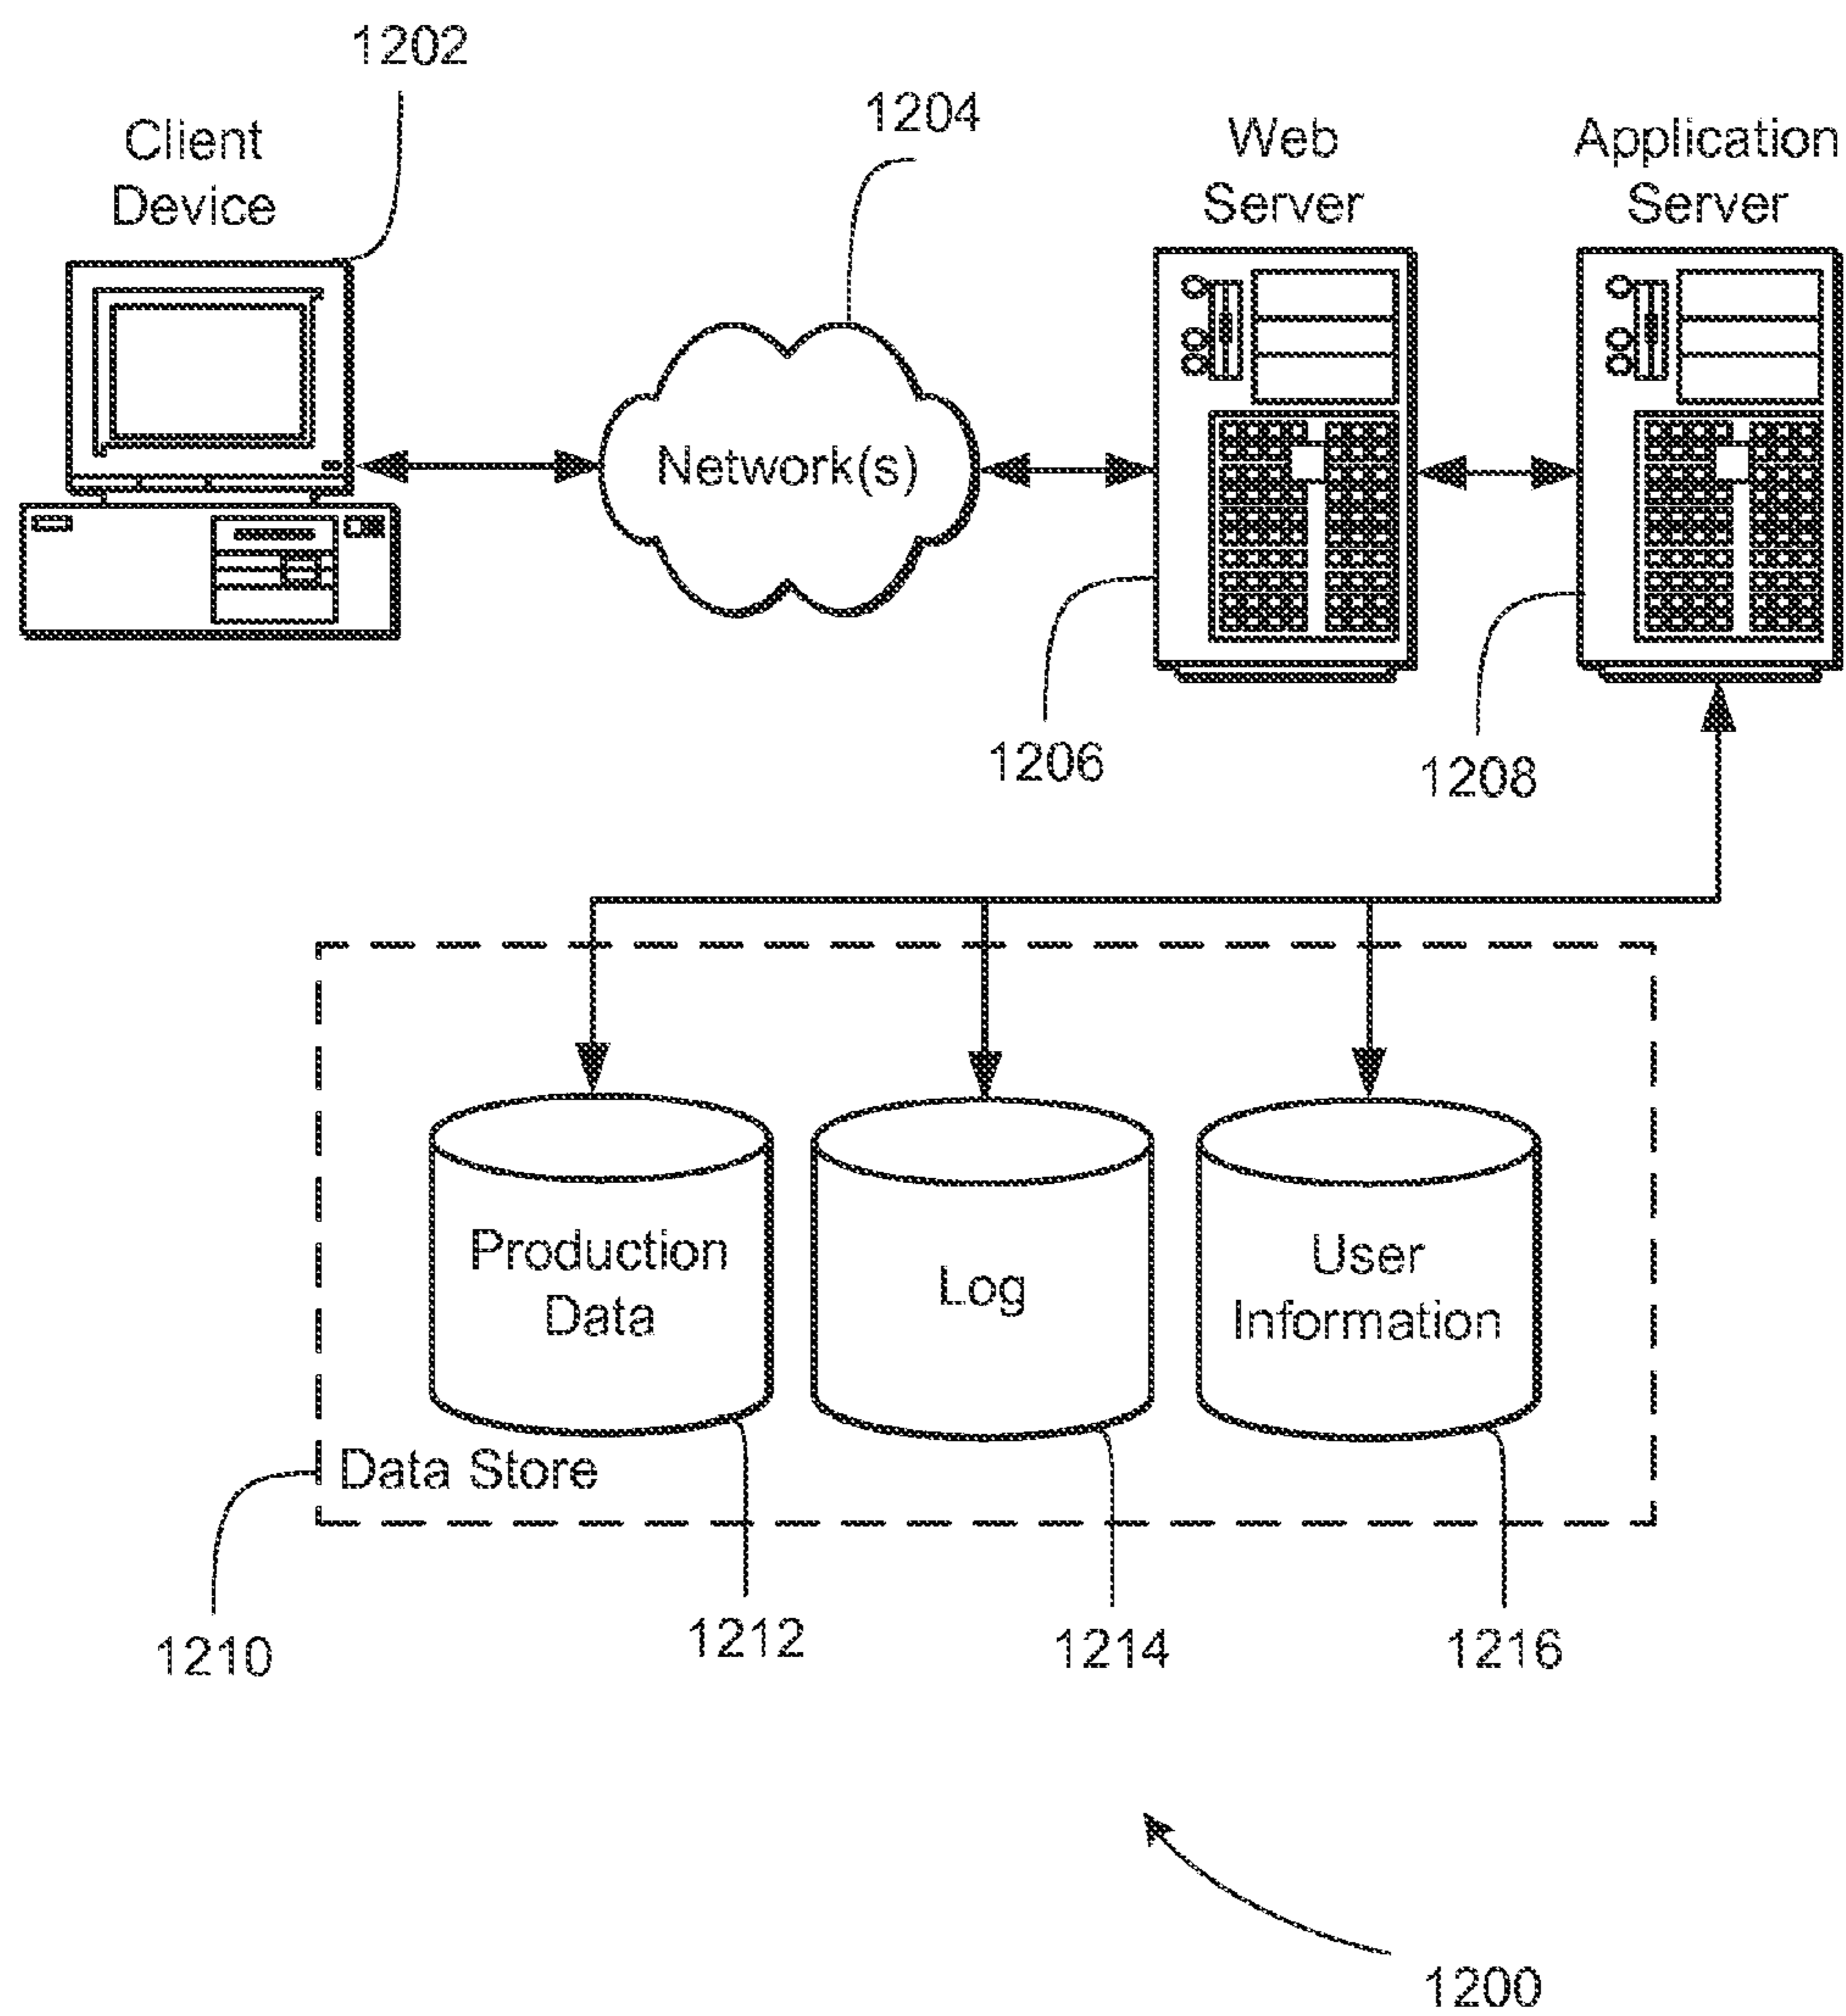 1202
Client
Device
1204
Web
Server
Application
Server
Network(s)
1206
1208
Production
Data
Log
User
Information
Data Store
1210
1212
1214
1216
1200